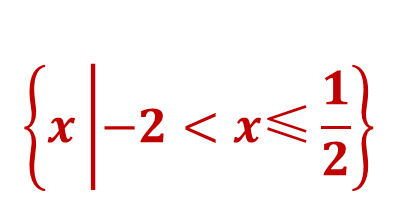 {x | −2 < x ⩽ 1/2}